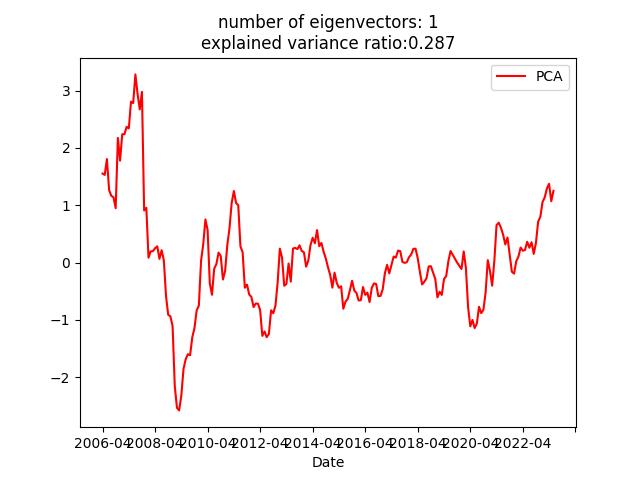 number of eigenvectors: 1
explained variance ratio:0.287
PCA
3
2
1
0
−1
−2
2006-04 2008-04 2010-04 2012-04 2014-04 2016-04 2018-04 2020-04 2022-04
Date